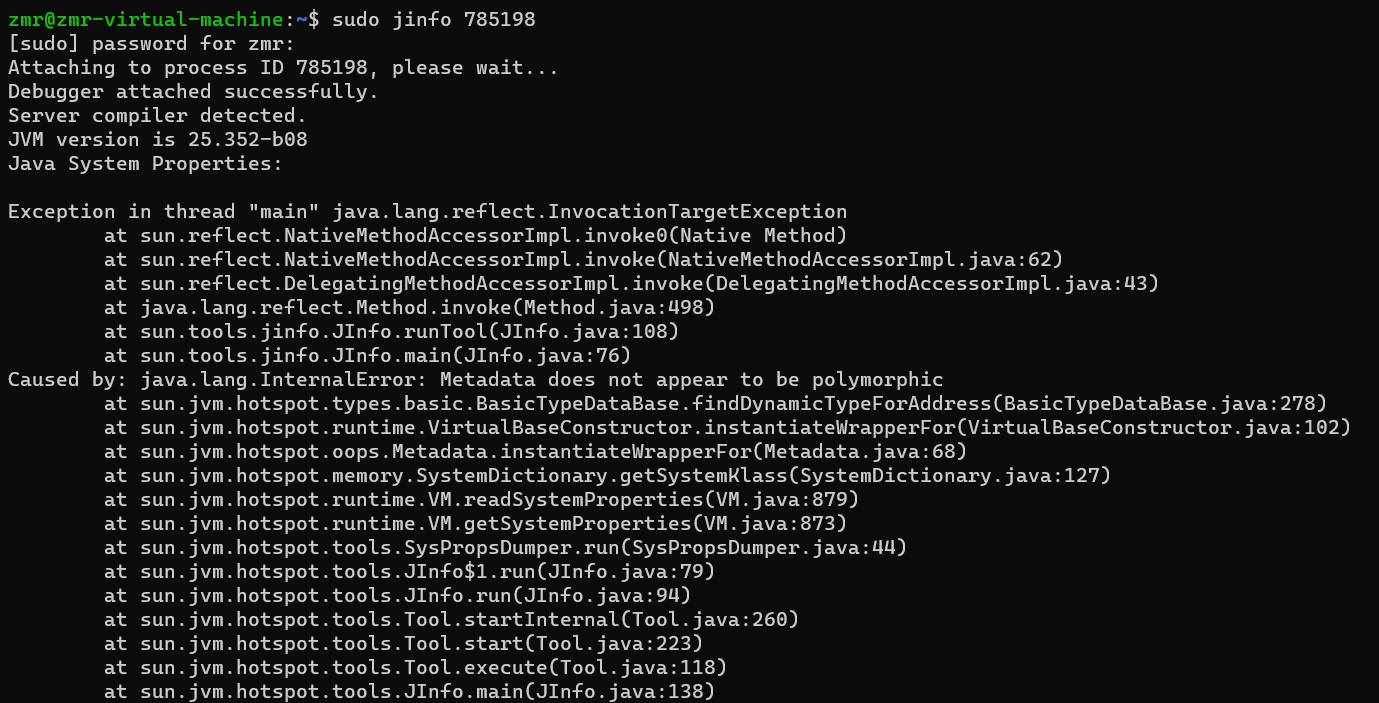 zmr@zmr-virtual-machine:~$ sudo jinfo 785198
[sudo] password for zmr:
Attaching to process ID 785198, please wait...
Debugger attached successfully.
Server compiler detected.
JVM version is 25.352-b08
Java System Properties:

Exception in thread "main" java.lang.reflect.InvocationTargetException
        at sun.reflect.NativeMethodAccessorImpl.invoke0(Native Method)
        at sun.reflect.NativeMethodAccessorImpl.invoke(NativeMethodAccessorImpl.java:62)
        at sun.reflect.DelegatingMethodAccessorImpl.invoke(DelegatingMethodAccessorImpl.java:43)
        at java.lang.reflect.Method.invoke(Method.java:498)
        at sun.tools.jinfo.JInfo.runTool(JInfo.java:108)
        at sun.tools.jinfo.JInfo.main(JInfo.java:76)
Caused by: java.lang.InternalError: Metadata does not appear to be polymorphic
        at sun.jvm.hotspot.types.basic.BasicTypeDataBase.findDynamicTypeForAddress(BasicTypeDataBase.java:278)
        at sun.jvm.hotspot.runtime.VirtualBaseConstructor.instantiateWrapperFor(VirtualBaseConstructor.java:102)
        at sun.jvm.hotspot.oops.Metadata.instantiateWrapperFor(Metadata.java:68)
        at sun.jvm.hotspot.memory.SystemDictionary.getSystemKlass(SystemDictionary.java:127)
        at sun.jvm.hotspot.runtime.VM.readSystemProperties(VM.java:879)
        at sun.jvm.hotspot.runtime.VM.getSystemProperties(VM.java:873)
        at sun.jvm.hotspot.tools.SysPropsDumper.run(SysPropsDumper.java:44)
        at sun.jvm.hotspot.tools.JInfo$1.run(JInfo.java:79)
        at sun.jvm.hotspot.tools.JInfo.run(JInfo.java:94)
        at sun.jvm.hotspot.tools.Tool.startInternal(Tool.java:260)
        at sun.jvm.hotspot.tools.Tool.start(Tool.java:223)
        at sun.jvm.hotspot.tools.Tool.execute(Tool.java:118)
        at sun.jvm.hotspot.tools.JInfo.main(JInfo.java:138)